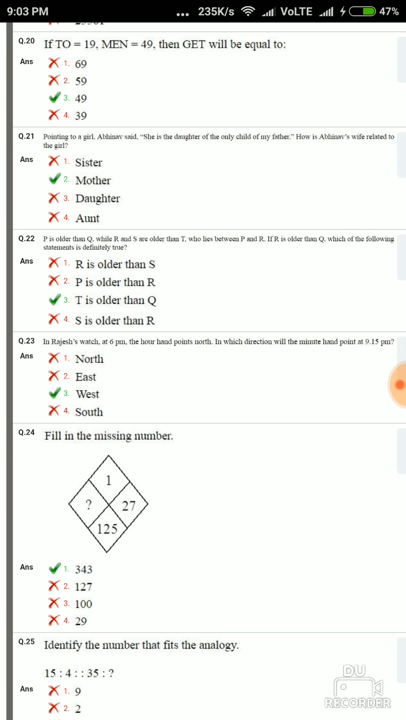 9:03 PM ... 235K/s VoLTE 47%
Q.20 If TO = 19, MEN = 49, then GET will be equal to:
Ans 1. 69
2. 59
3. 49
4. 39
Q.21 Pointing to a girl, Abhinav said, "She is the daughter of the only child of my father." How is Abhinav's wife related to
the girl?
Ans 1. Sister
2. Mother
3. Daughter
4. Aunt
Q.22 P is older than Q, while R and S are older than T, who lies between P and R. If R is older than Q, which of the following
statements is definitely true?
Ans 1. R is older than S
2. P is older than R
3. T is older than Q
4. S is older than R
Q.23 In Rajesh's watch, at 6 pm, the hour hand points north. In which direction will the minute hand point at 9.15 pm?
Ans 1. North
2. East
3. West
4. South
Q.24 Fill in the missing number.
1
? 27
125
Ans 1. 343
2. 127
3. 100
4. 29
Q.25 Identify the number that fits the analogy.
15 : 4 : : 35 : ?
Ans 1. 9
2. 2
DU
RECORDER